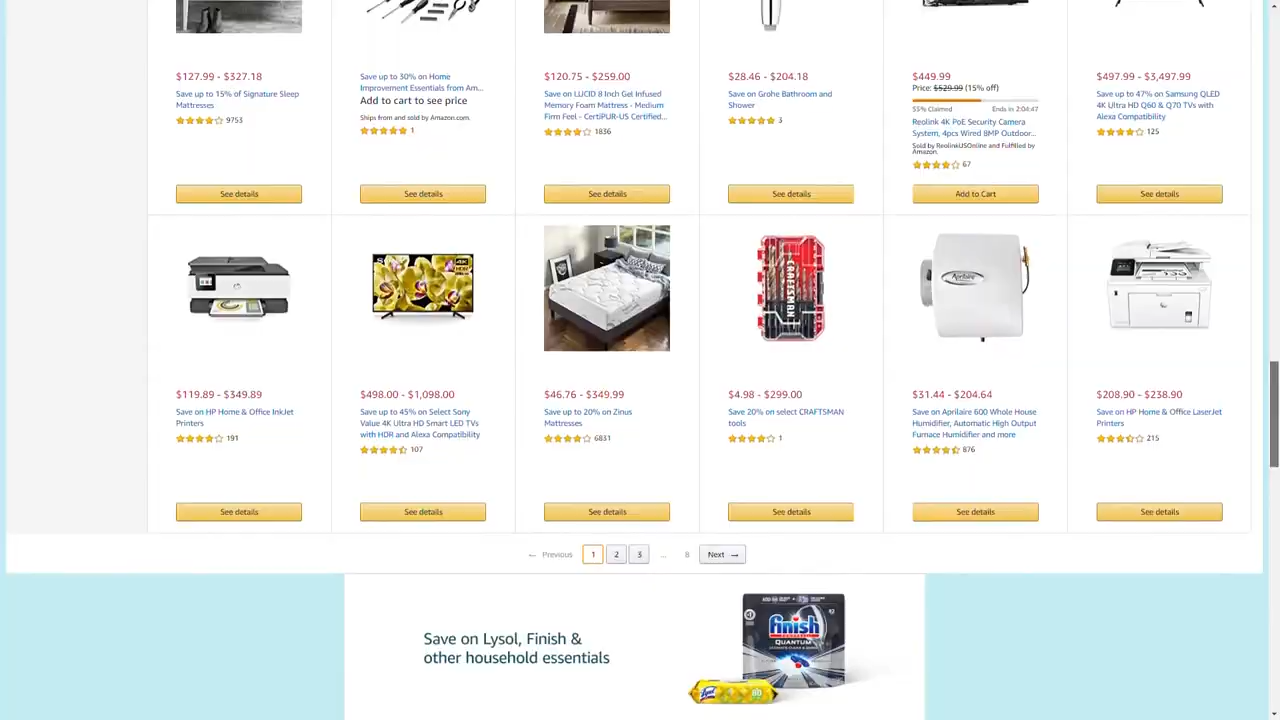 $127.99 - $327.18
Save up to 15% of Signature Sleep
Mattresses
9753
See details
Save up to 30% on Home
Improvement Essentials from Am...
Add to cart to see price
Ships from and sold by Amazon.com.
1
See details
$120.75 - $259.00
Save on LUCID 8 Inch Gel Infused
Memory Foam Mattress - Medium
Firm Feel - CertiPUR-US Certified...
1836
See details
$28.46 - $204.18
Save on Grohe Bathroom and
Shower
3
See details
$449.99
Price: $529.99 (15% off)
55% Claimed
Ends in 2:04:47
Reolink 4K PoE Security Camera
System, 4pcs Wired 8MP Outdoor...
Sold by ReolinkUSOnline and Fulfilled by
Amazon.
67
Add to Cart
$497.99 - $3,497.99
Save up to 47% on Samsung QLED
4K Ultra HD Q60 & Q70 TVs with
Alexa Compatibility
125
See details
$119.89 - $349.89
Save on HP Home & Office InkJet
Printers
191
See details
4K
HDR
$498.00 - $1,098.00
Save up to 45% on Select Sony
Value 4K Ultra HD Smart LED TVs
with HDR and Alexa Compatibility
107
See details
$46.76 - $349.99
Save up to 20% on Zinus
Mattresses
6831
See details
CRAFTSMAN
$4.98 - $299.00
Save 20% on select CRAFTSMAN
tools
1
See details
Aprilaire
$31.44 - $204.64
Save on Aprilaire 600 Whole House
Humidifier, Automatic High Output
Furnace Humidifier and more
876
See details
$208.90 - $238.90
Save on HP Home & Office LaserJet
Printers
215
See details
← Previous 1 2 3 ... 8 Next →
Save on Lysol, Finish &
other household essentials
finish
QUANTUM
Lysol
80